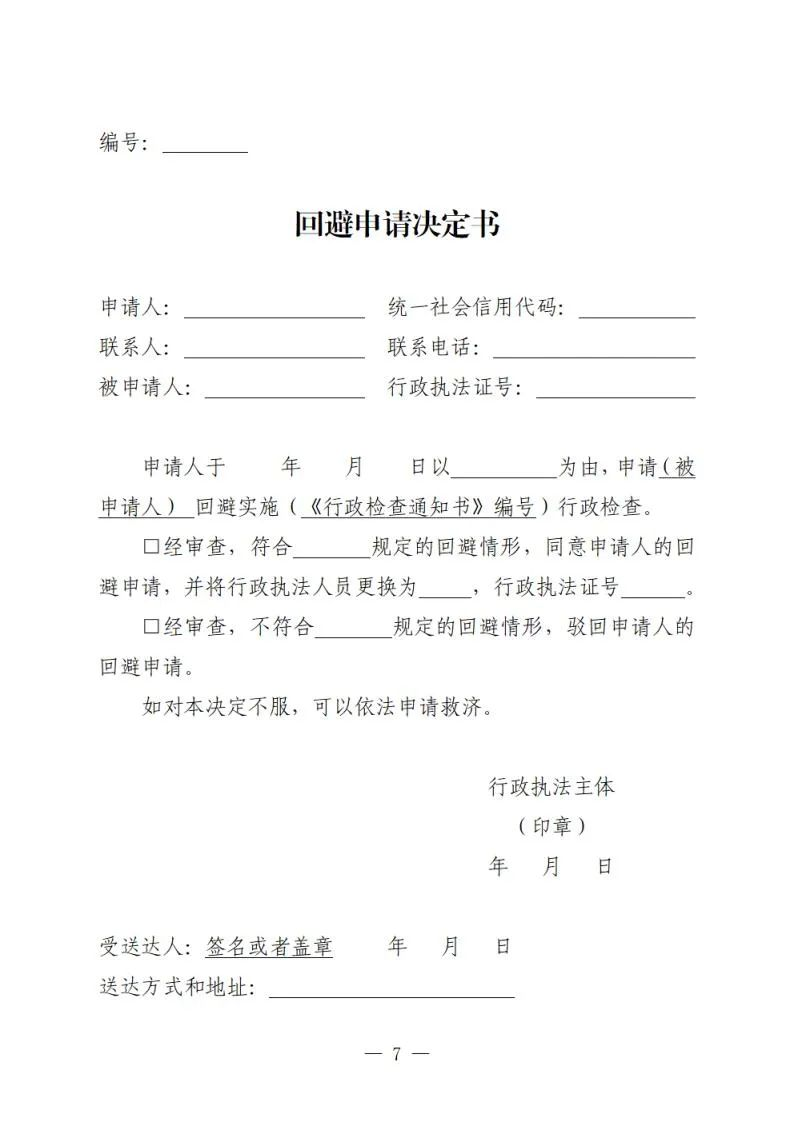 编号：________
回避申请决定书
申请人：_________________ 统一社会信用代码：___________
联系人：_________________ 联系电话：___________________
被申请人：_______________ 行政执法证号：_______________
申请人于 年 月 日以__________为由，申请（被
申请人） 回避实施（《行政检查通知书》编号）行政检查。
□经审查，符合_______规定的回避情形，同意申请人的回
避申请，并将行政执法人员更换为_____，行政执法证号______。
□经审查，不符合_______规定的回避情形，驳回申请人的
回避申请。
如对本决定不服，可以依法申请救济。
行政执法主体
（印章）
年 月 日
受送达人：签名或者盖章 年 月 日
送达方式和地址：_______________________
— 7 —